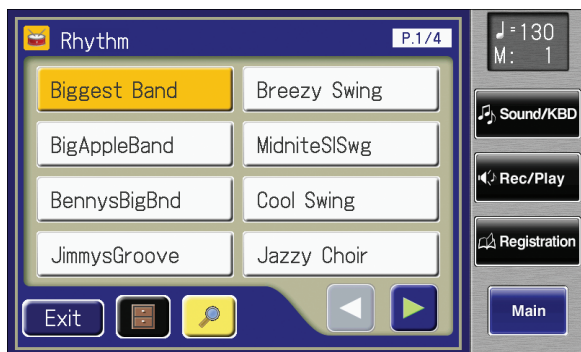 Rhythm
P.1/4
Biggest Band
Breezy Swing
BigAppleBand
MidniteSlSwg
BennysBigBnd
Cool Swing
JimmysGroove
Jazzy Choir
Exit
♩=130
M: 1
Sound/KBD
Rec/Play
Registration
Main